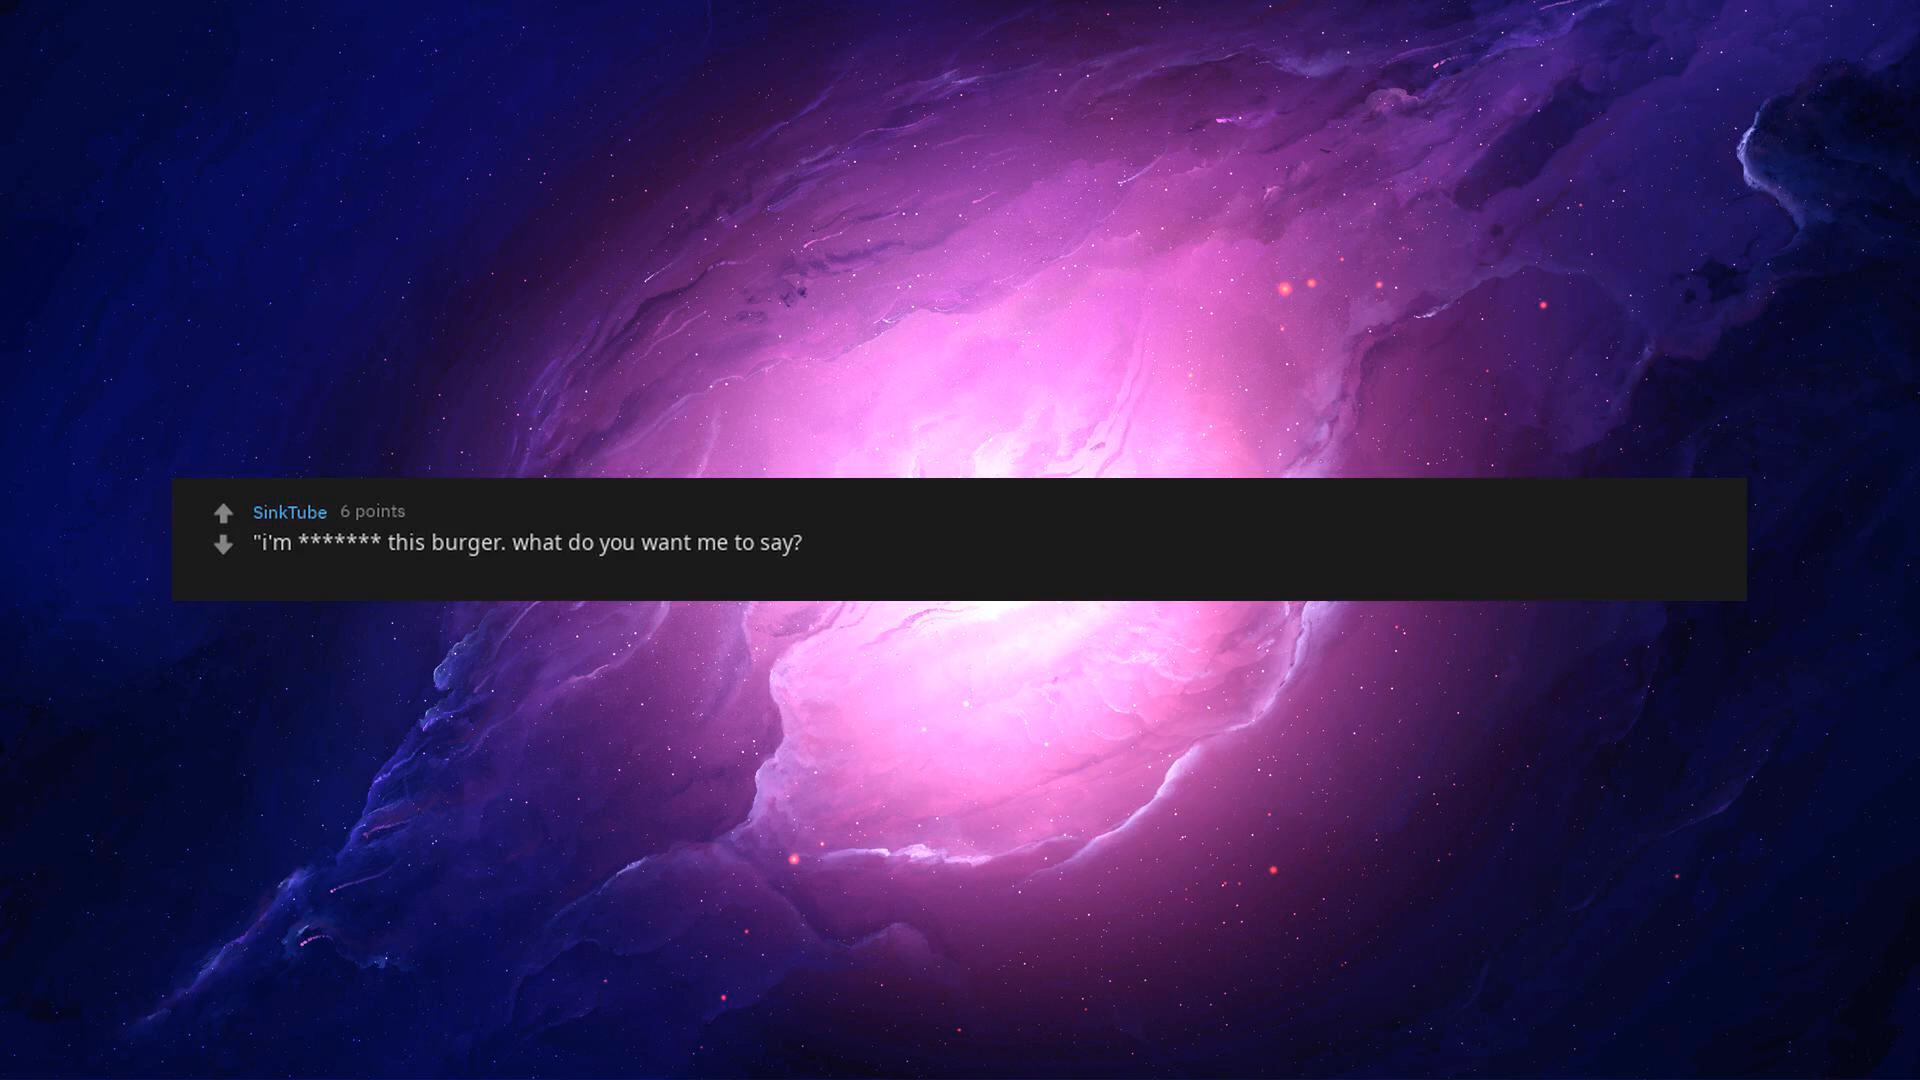 SinkTube 6 points
"i'm ******* this burger. what do you want me to say?